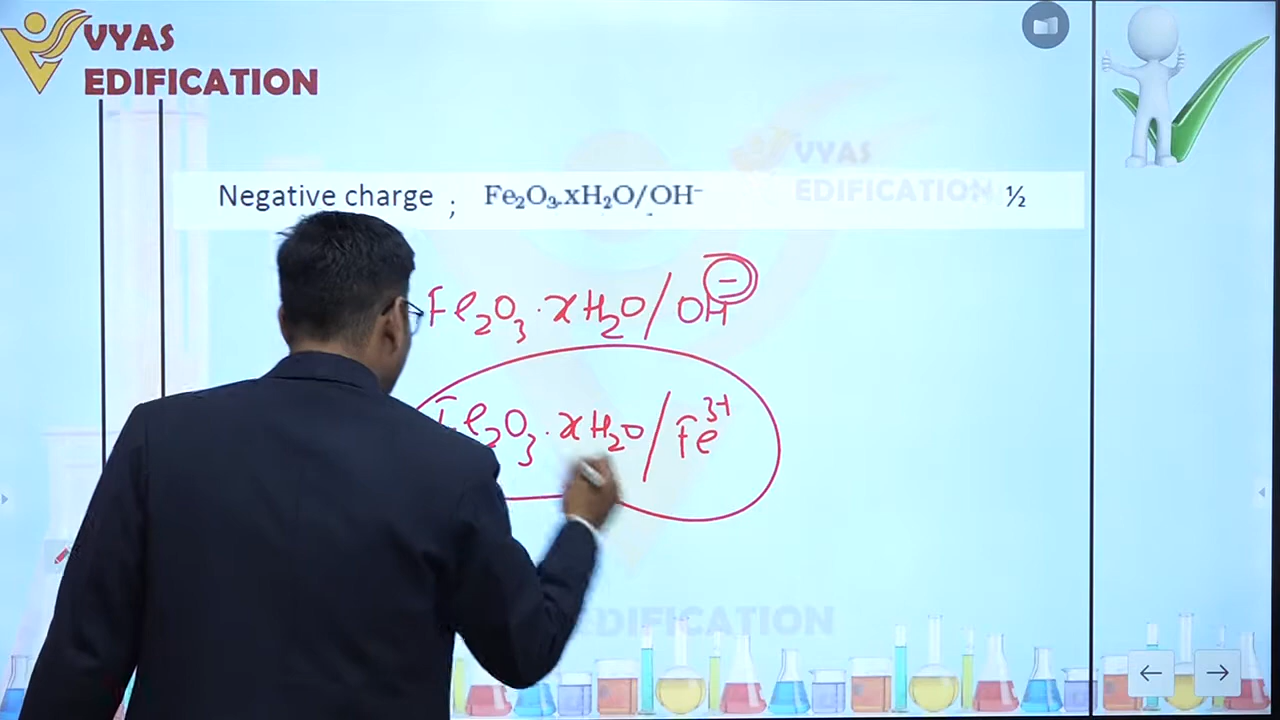 VYAS
EDIFICATION
VYAS
EDIFICATION
Negative charge ; Fe₂O₃.xH₂O/OH⁻ ½
Fe₂O₃·xH₂O/OH⁻
Fe₂O₃·xH₂O/Fe³⁺
EDIFICATION